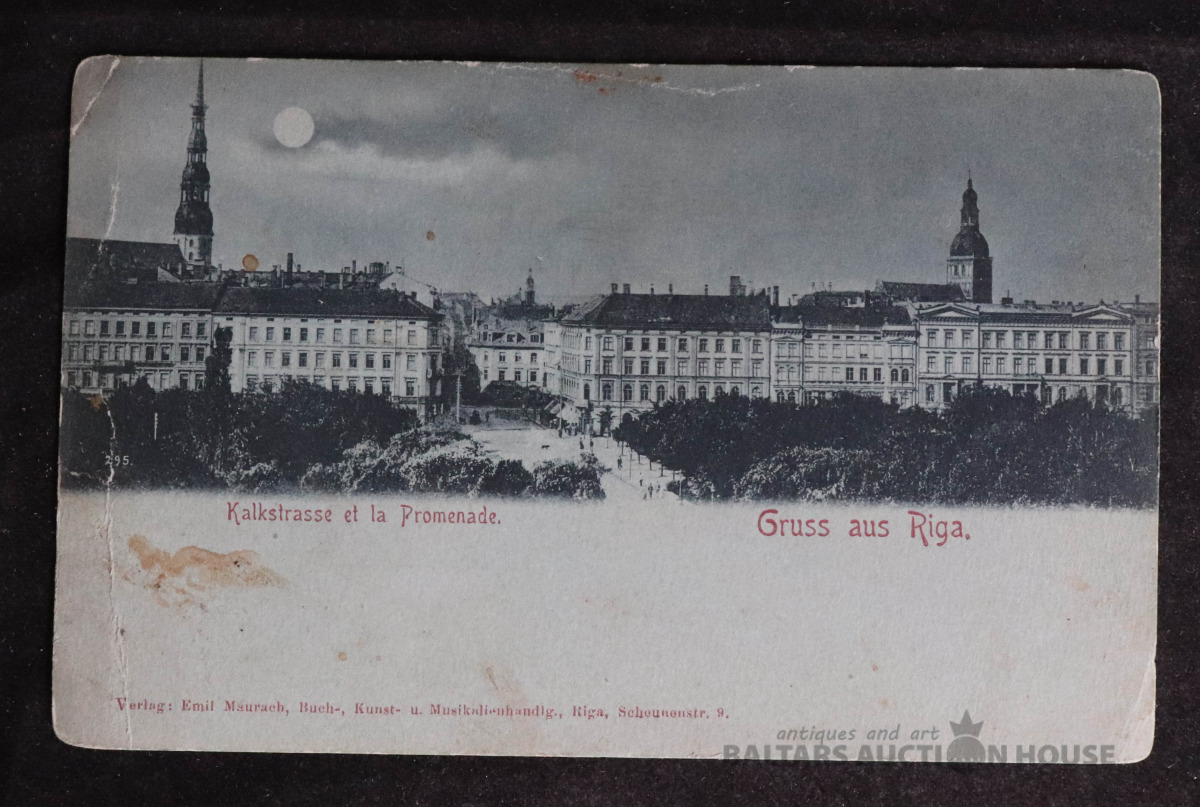 295.
Kalkstrasse et la Promenade.
Gruss aus Riga.
Verlag: Emil Maurach, Buch-, Kunst- u. Musikalienhandlg., Riga, Scheunenstr. 9.
antiques and art
BALTARS AUCTION HOUSE